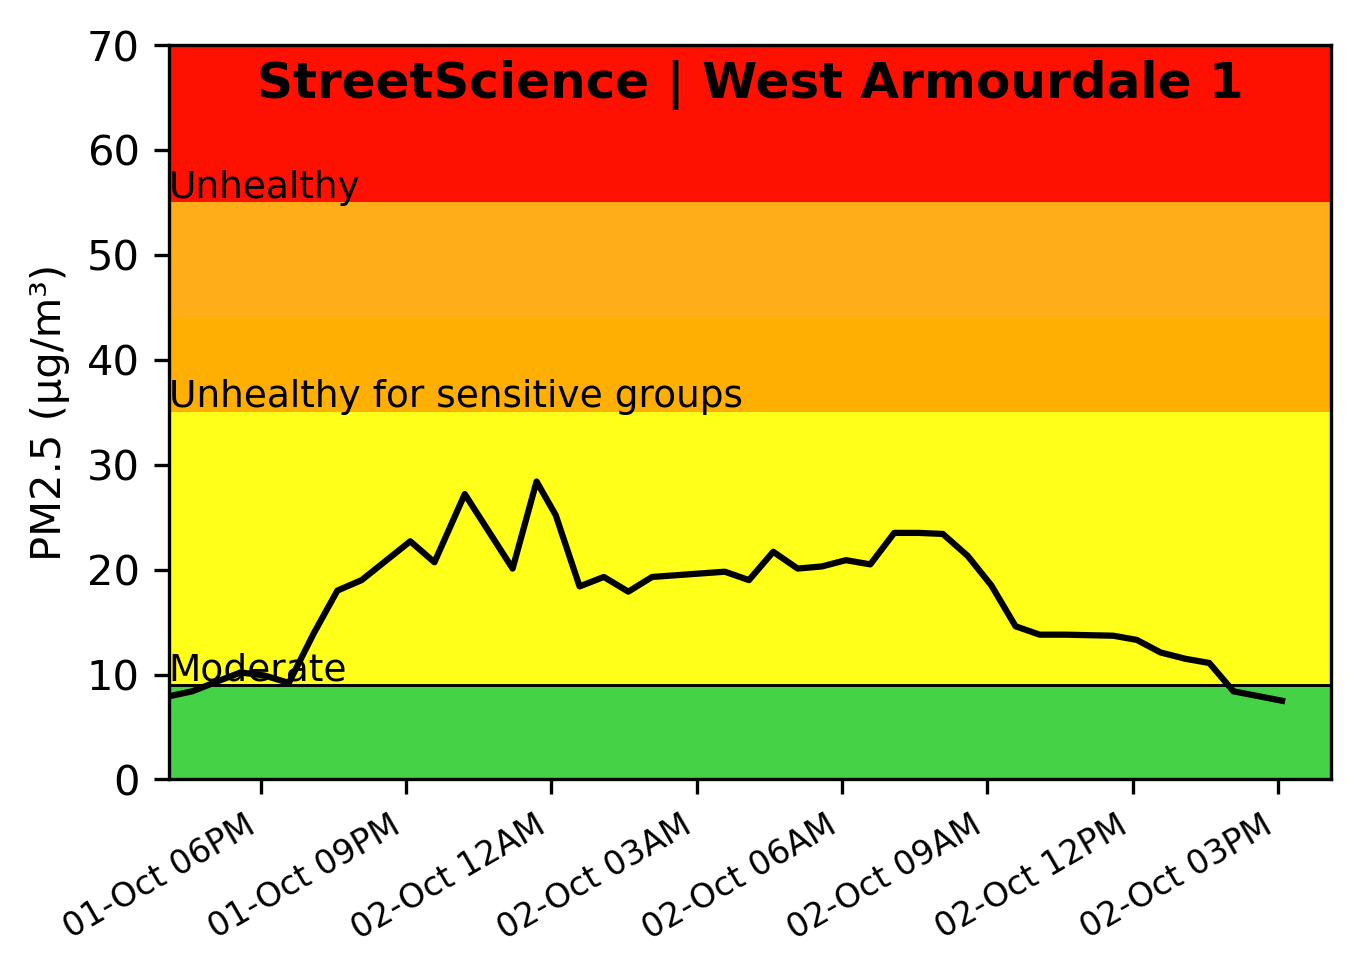 StreetScience | West Armourdale 1
70
60
50
40
30
20
10
0
PM2.5 (µg/m³)
Unhealthy
Unhealthy for sensitive groups
Moderate
01-Oct 06PM
01-Oct 09PM
02-Oct 12AM
02-Oct 03AM
02-Oct 06AM
02-Oct 09AM
02-Oct 12PM
02-Oct 03PM